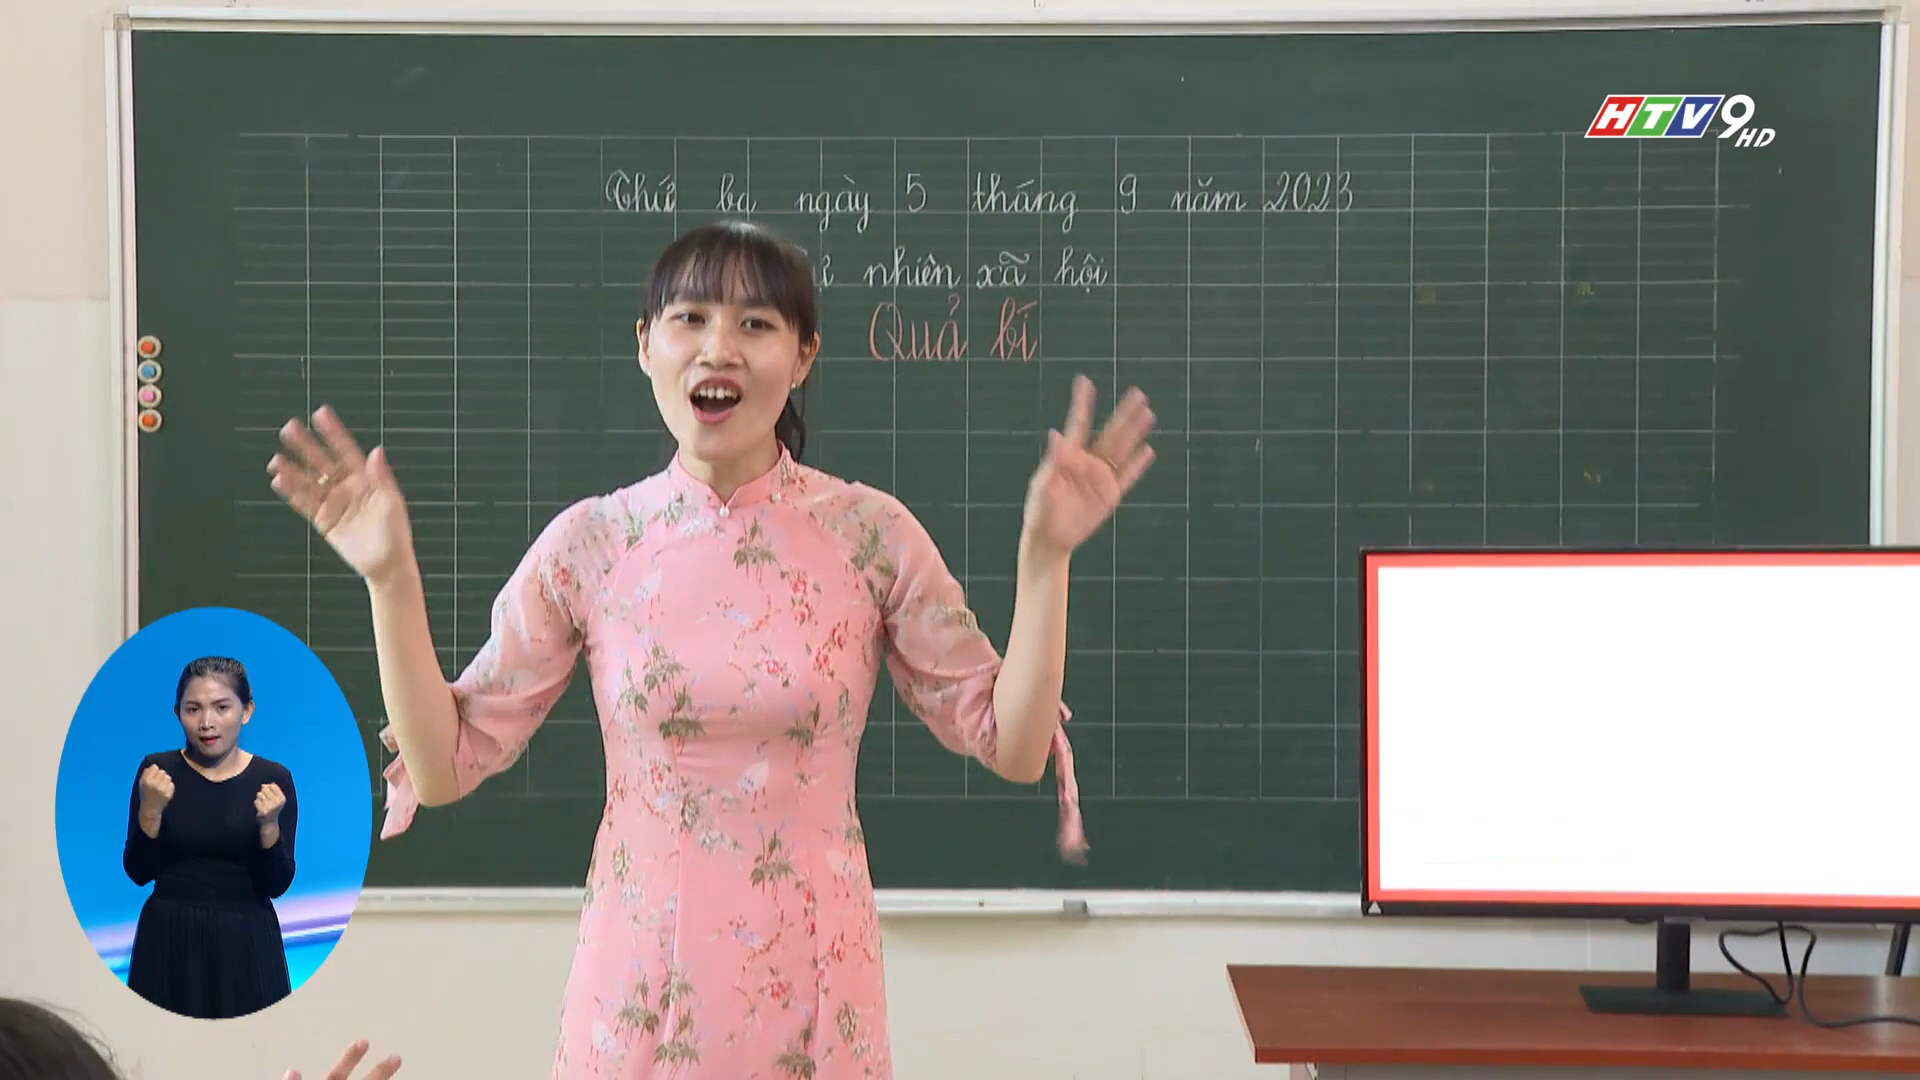 HTV9 HD
Thứ ba ngày 5 tháng 9 năm 2023
nhiên xã hội
Quả bí